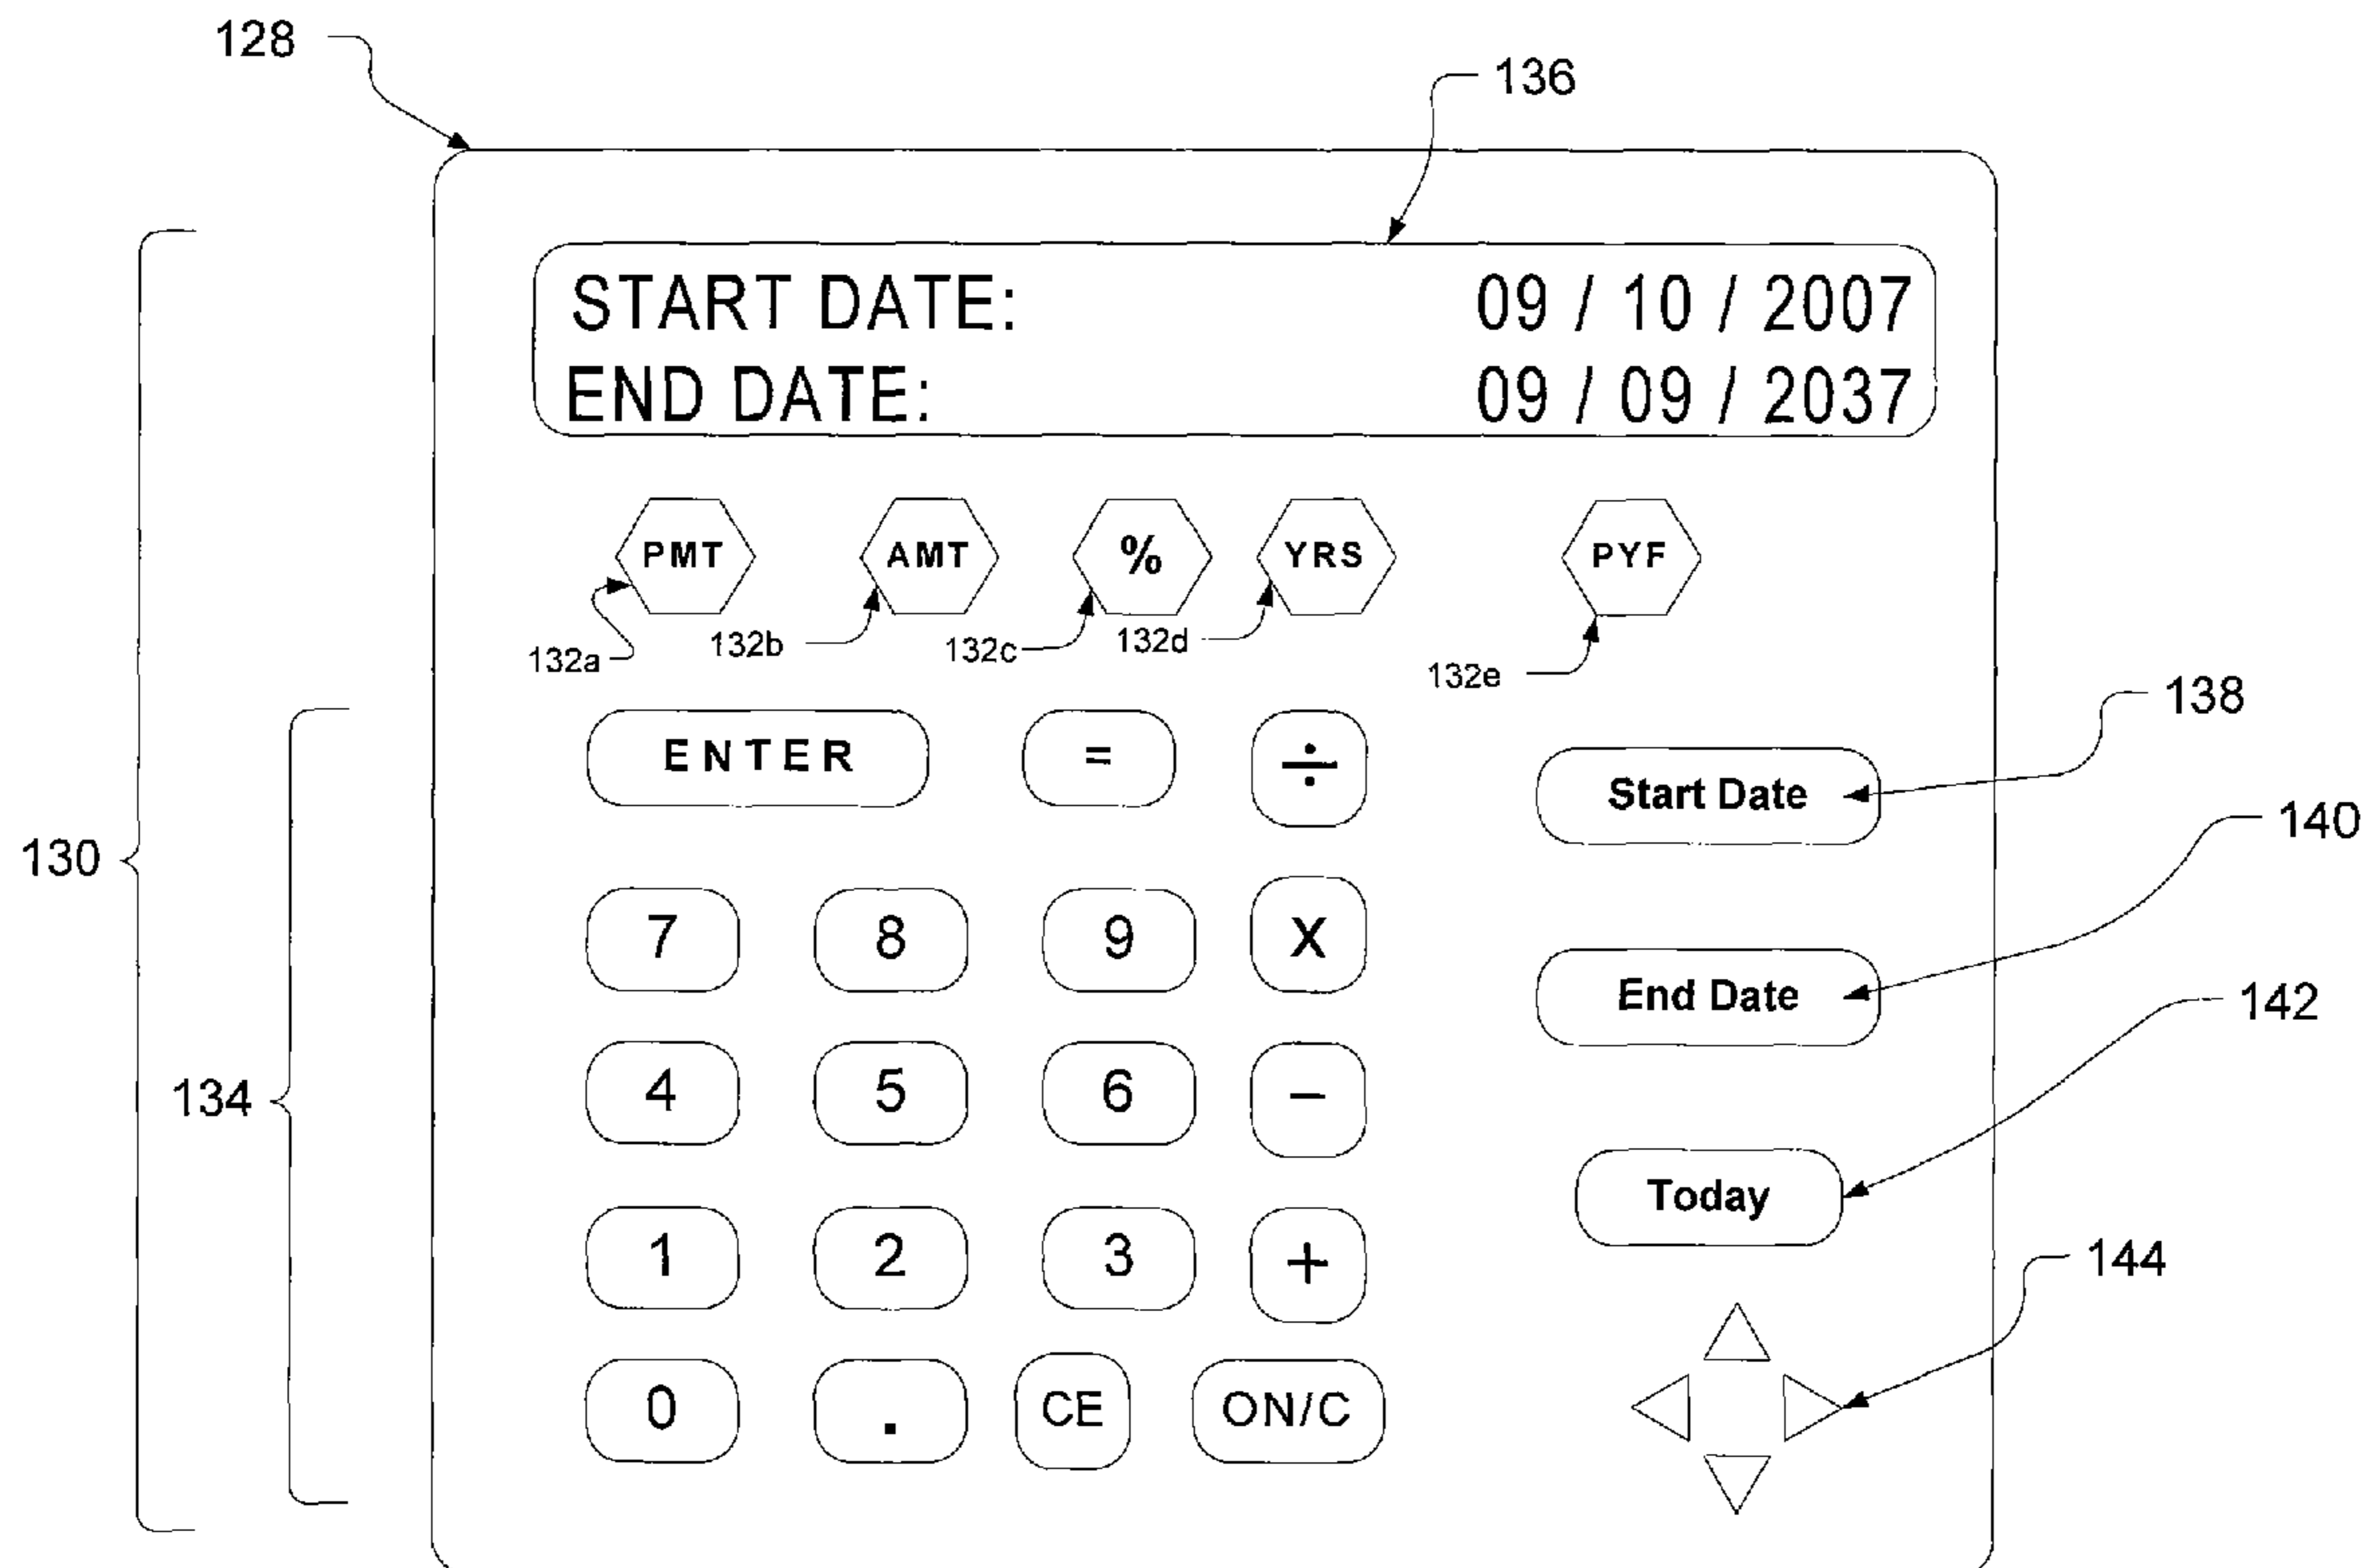 128
136
START DATE: 09 / 10 / 2007
END DATE: 09 / 09 / 2037
PMT AMT % YRS PYF
132a 132b 132c 132d 132e
138
ENTER = ÷ Start Date
140
130
7 8 9 X End Date
142
134
4 5 6 − Today
1 2 3 + 144
0 . CE ON/C